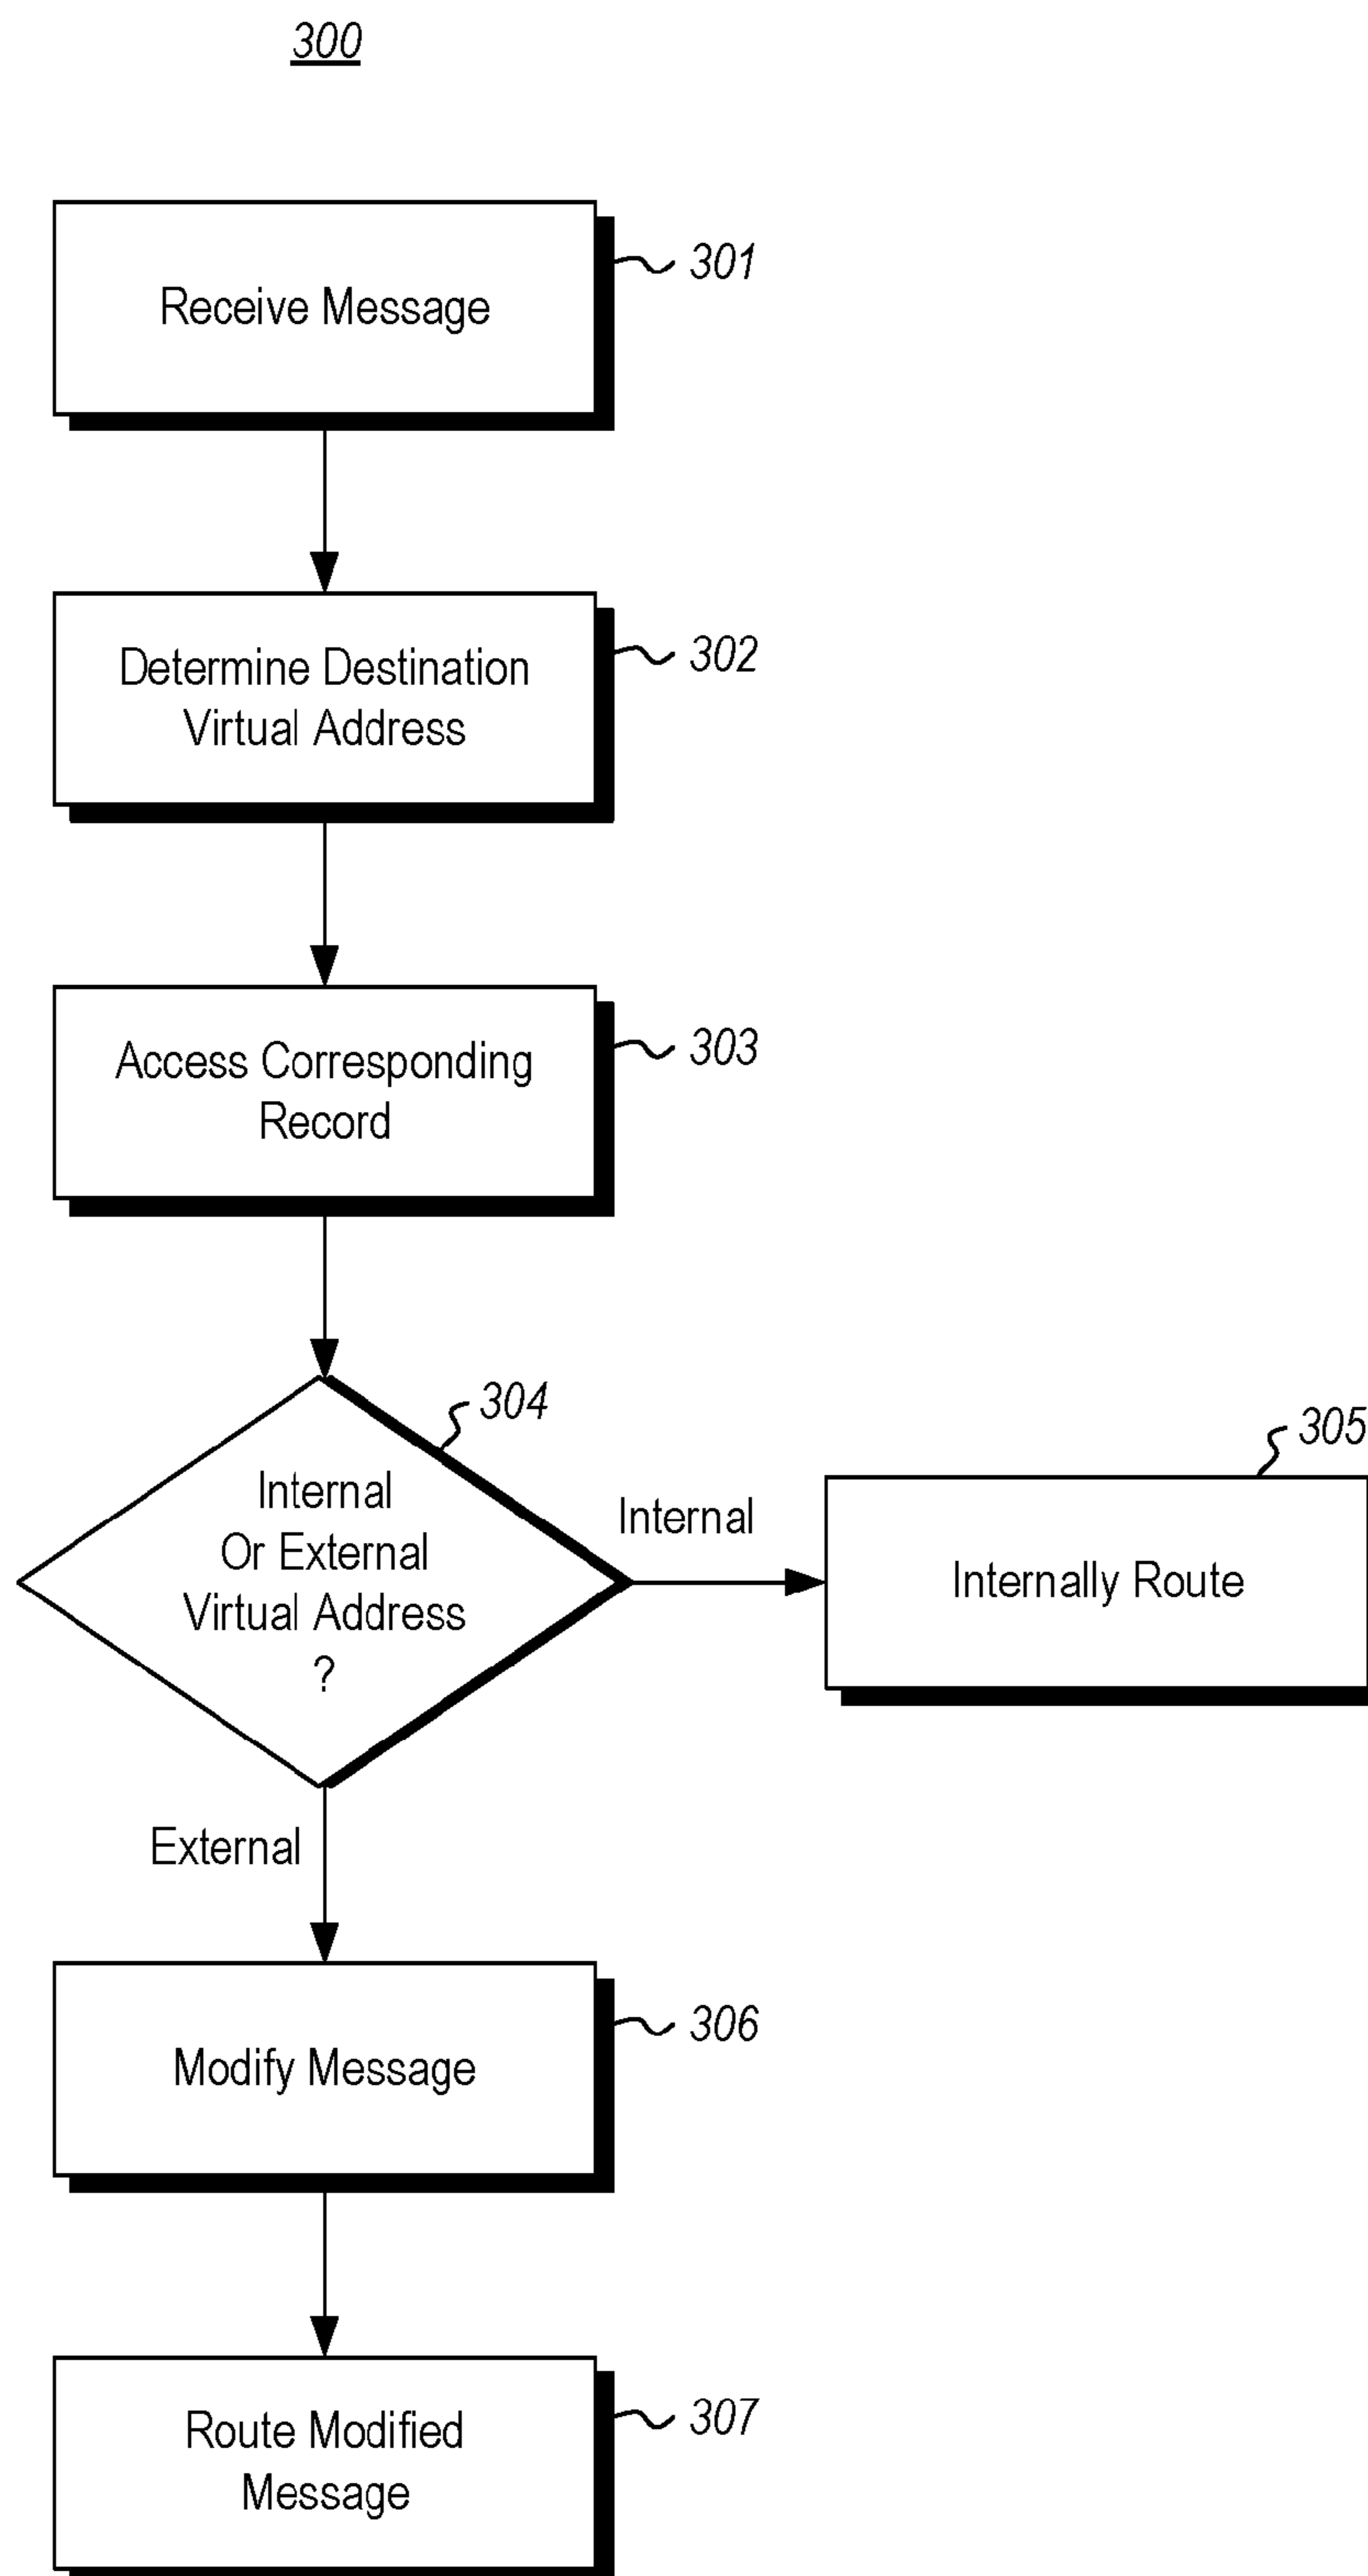 300
Receive Message
301
Determine Destination
Virtual Address
302
Access Corresponding
Record
303
304
Internal
Or External
Virtual Address
?
Internal
305
Internally Route
External
Modify Message
306
Route Modified
Message
307